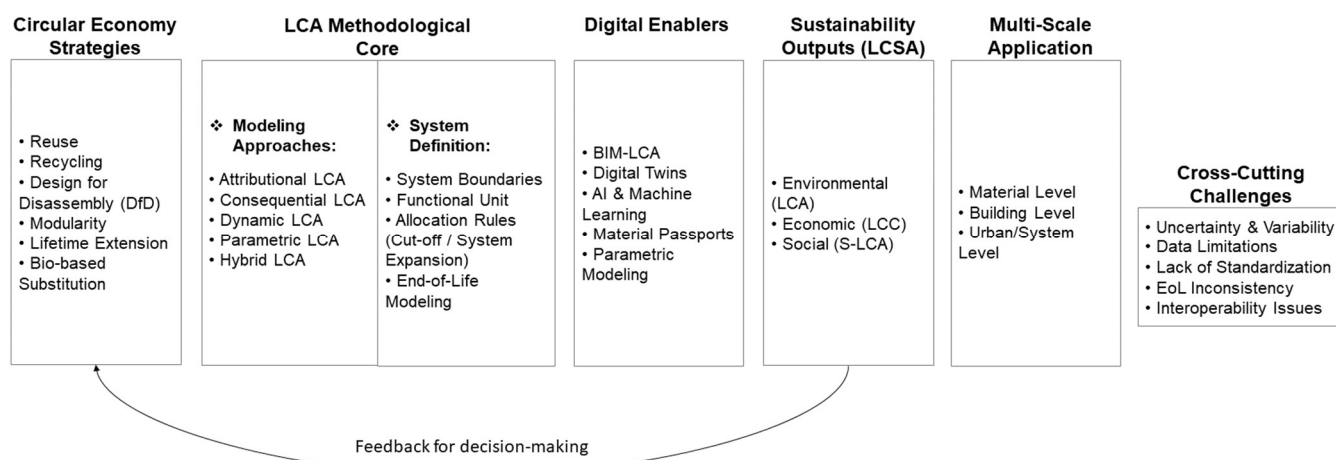 Circular Economy
Strategies
• Reuse
• Recycling
• Design for
Disassembly (DfD)
• Modularity
• Lifetime Extension
• Bio-based
Substitution
LCA Methodological
Core
❖ Modeling
Approaches:
• Attributional LCA
• Consequential LCA
• Dynamic LCA
• Parametric LCA
• Hybrid LCA
❖ System
Definition:
• System Boundaries
• Functional Unit
• Allocation Rules
(Cut-off / System
Expansion)
• End-of-Life
Modeling
Digital Enablers
• BIM-LCA
• Digital Twins
• AI & Machine
Learning
• Material Passports
• Parametric
Modeling
Sustainability
Outputs (LCSA)
• Environmental
(LCA)
• Economic (LCC)
• Social (S-LCA)
Multi-Scale
Application
• Material Level
• Building Level
• Urban/System
Level
Cross-Cutting
Challenges
• Uncertainty & Variability
• Data Limitations
• Lack of Standardization
• EoL Inconsistency
• Interoperability Issues
Feedback for decision-making